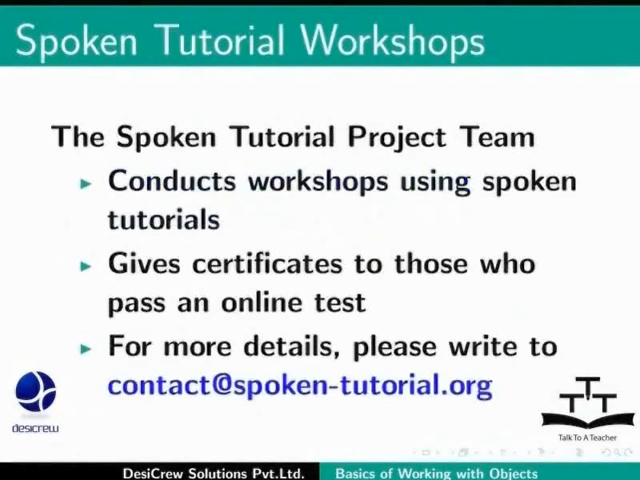 Spoken Tutorial Workshops
The Spoken Tutorial Project Team
Conducts workshops using spoken
tutorials
Gives certificates to those who
pass an online test
For more details, please write to
contact@spoken-tutorial.org
desicrew
TTT
Talk To A Teacher
DesiCrew Solutions Pvt.Ltd.
Basics of Working with Objects